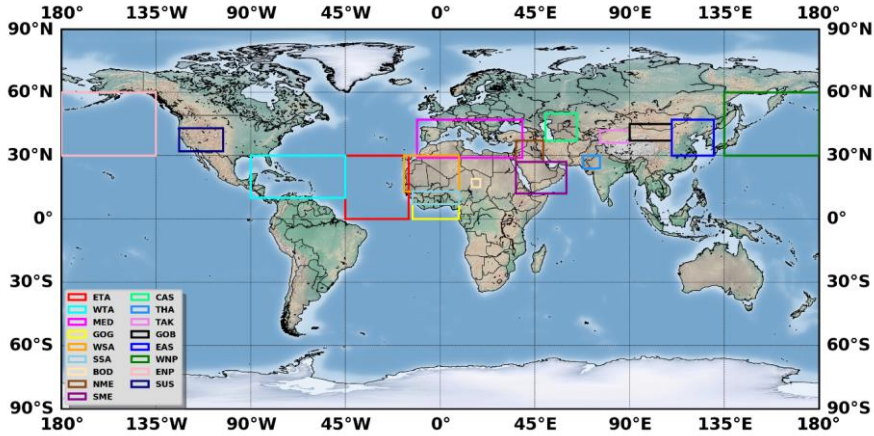 180° 135°W 90°W 45°W 0° 45°E 90°E 135°E 180°
90°N 90°N
60°N 60°N
30°N 30°N
0° 0°
30°S 30°S
ETA CAS
WTA THA
MED TAK
GOG GOB
WSA EAS
SSA WNP
BOD ENP
NME SUS
SME
60°S 60°S
90°S 90°S
180° 135°W 90°W 45°W 0° 45°E 90°E 135°E 180°